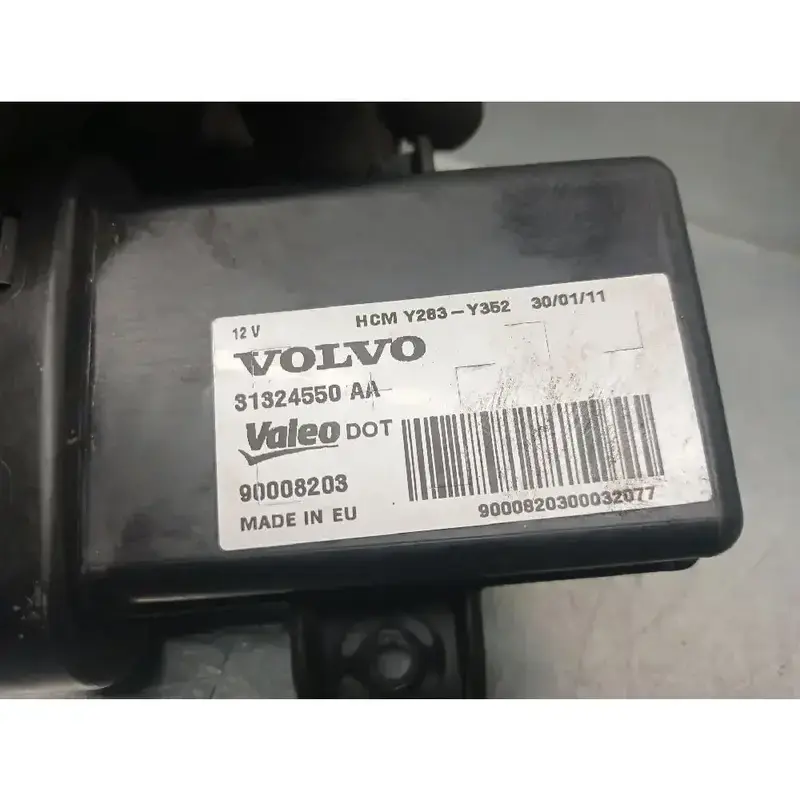 12 V HCM Y283-Y352 30/01/11
VOLVO
31324550 AA
Valeo DOT
90008203
MADE IN EU
9000820300032077